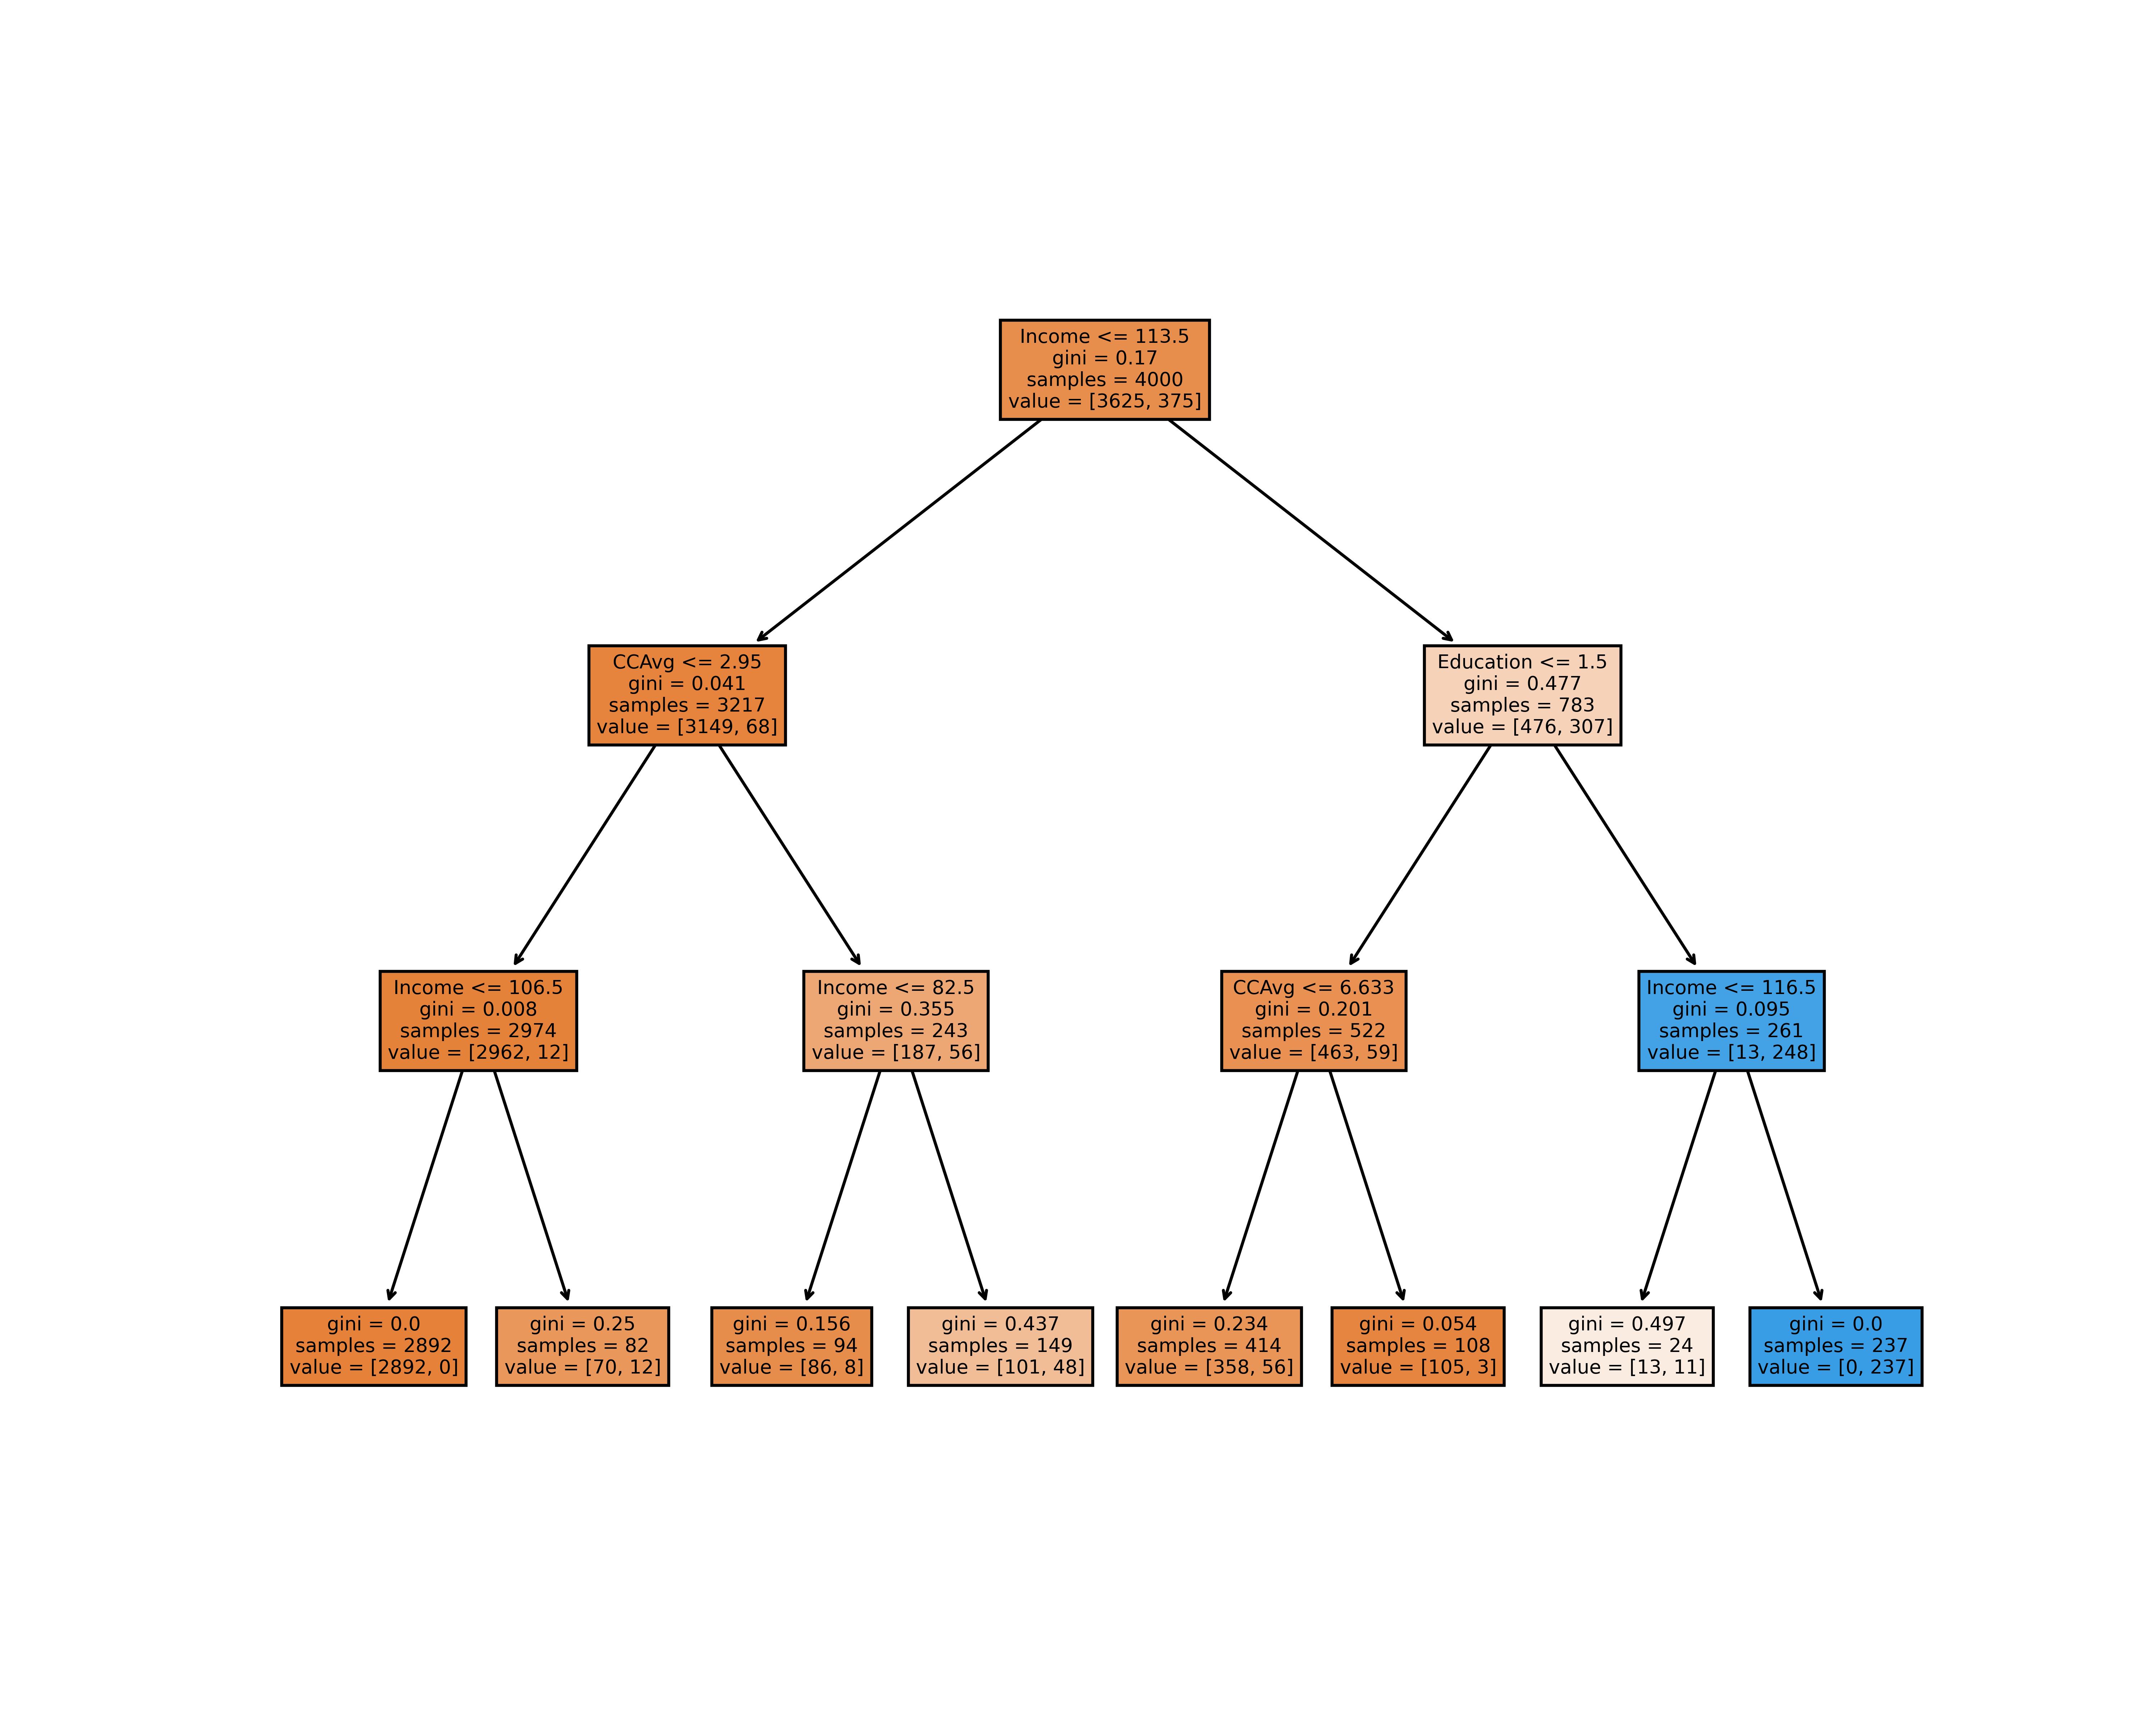 Income <= 113.5
gini = 0.17
samples = 4000
value = [3625, 375]
CCAvg <= 2.95
gini = 0.041
samples = 3217
value = [3149, 68]
Education <= 1.5
gini = 0.477
samples = 783
value = [476, 307]
Income <= 106.5
gini = 0.008
samples = 2974
value = [2962, 12]
Income <= 82.5
gini = 0.355
samples = 243
value = [187, 56]
CCAvg <= 6.633
gini = 0.201
samples = 522
value = [463, 59]
Income <= 116.5
gini = 0.095
samples = 261
value = [13, 248]
gini = 0.0
samples = 2892
value = [2892, 0]
gini = 0.25
samples = 82
value = [70, 12]
gini = 0.156
samples = 94
value = [86, 8]
gini = 0.437
samples = 149
value = [101, 48]
gini = 0.234
samples = 414
value = [358, 56]
gini = 0.054
samples = 108
value = [105, 3]
gini = 0.497
samples = 24
value = [13, 11]
gini = 0.0
samples = 237
value = [0, 237]